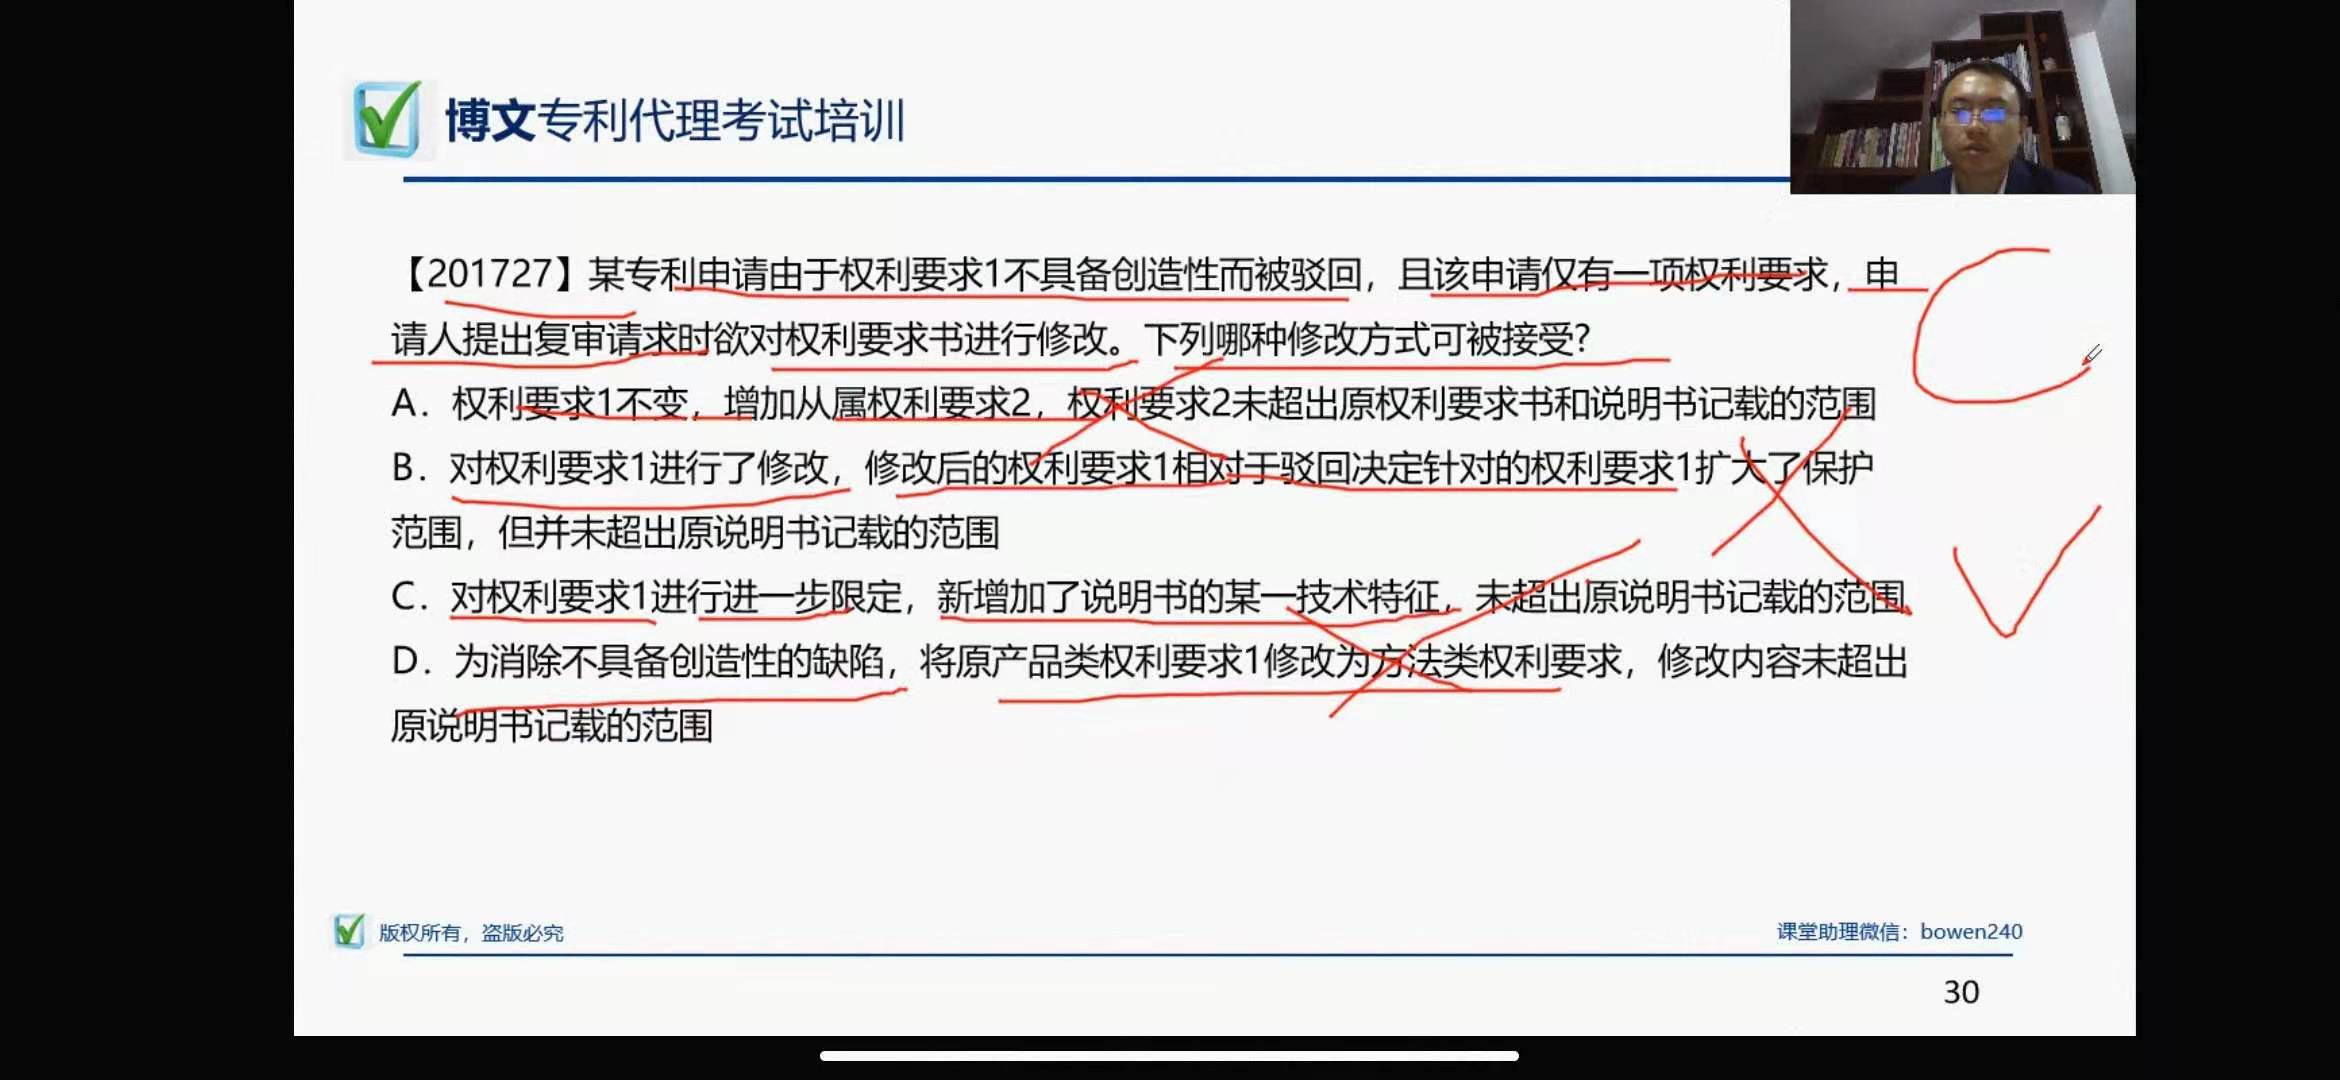 博文专利代理考试培训
【201727】某专利申请由于权利要求1不具备创造性而被驳回，且该申请仅有一项权利要求，申
请人提出复审请求时欲对权利要求书进行修改。下列哪种修改方式可被接受?
A．权利要求1不变，增加从属权利要求2，权利要求2未超出原权利要求书和说明书记载的范围
B．对权利要求1进行了修改，修改后的权利要求1相对于驳回决定针对的权利要求1扩大了保护
范围，但并未超出原说明书记载的范围
C．对权利要求1进行进一步限定，新增加了说明书的某一技术特征，未超出原说明书记载的范围
D．为消除不具备创造性的缺陷，将原产品类权利要求1修改为方法类权利要求，修改内容未超出
原说明书记载的范围
C
版权所有，盗版必究
课堂助理微信：bowen240
30